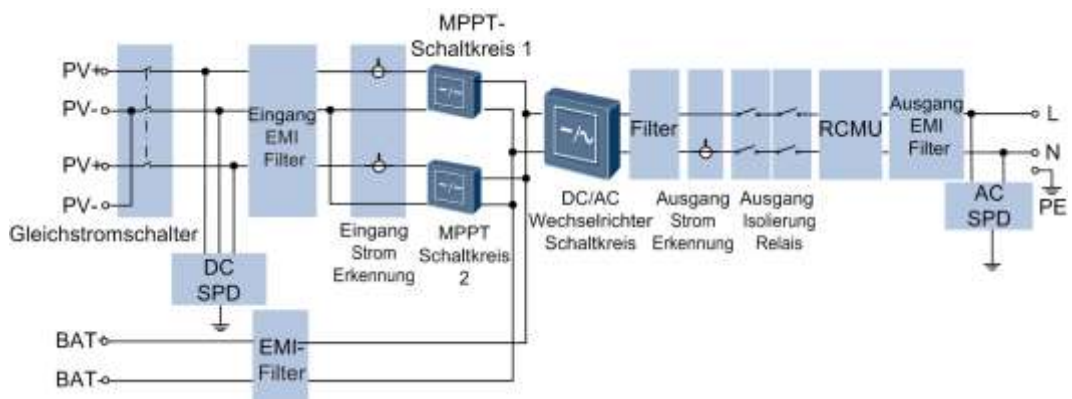 MPPT-
Schaltkreis 1
PV+
PV-
PV+
PV-
Gleichstromschalter
DC
SPD
Eingang
EMI
Filter
Eingang
Strom
Erkennung
MPPT
Schaltkreis
2
BAT+
BAT-
EMI-
Filter
DC/AC
Wechselrichter
Schaltkreis
Filter
Ausgang
Strom
Erkennung
Ausgang
Isolierung
Relais
RCMU
Ausgang
EMI
Filter
L
N
PE
AC
SPD